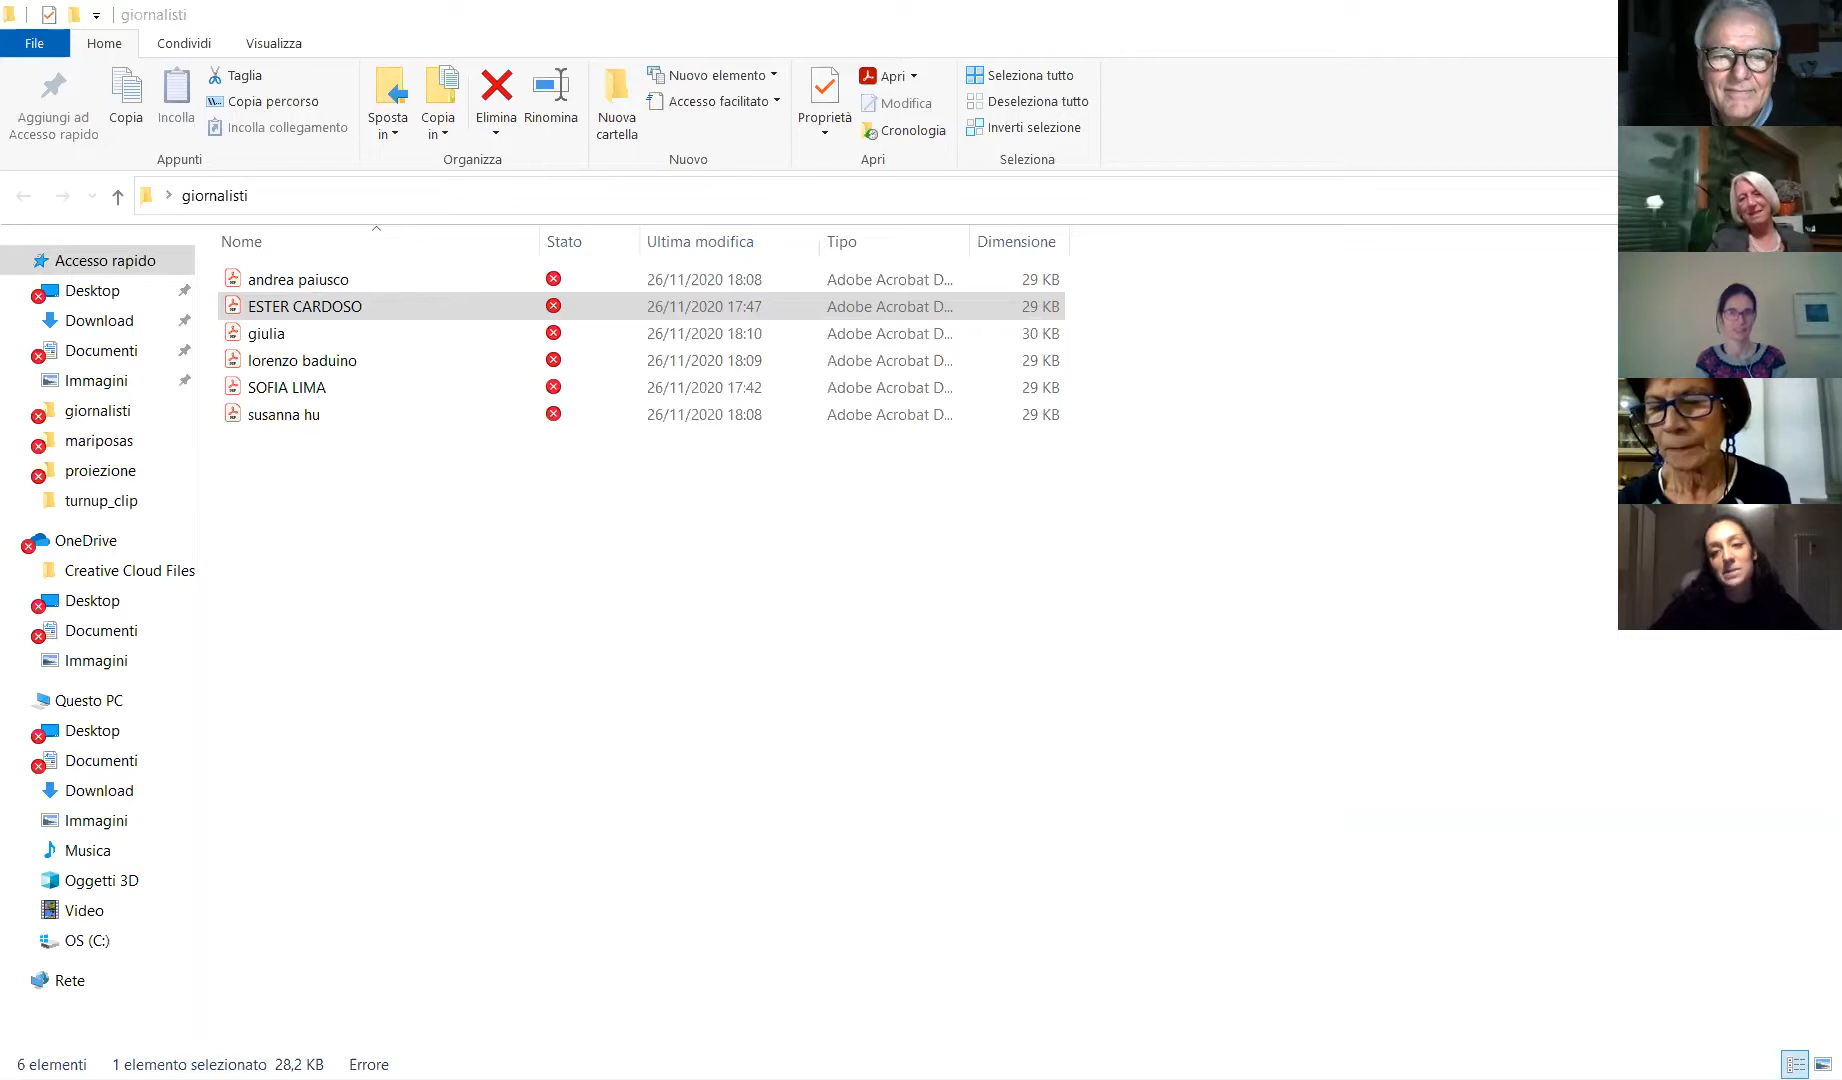 giornalisti
File Home Condividi Visualizza
Aggiungi ad
Accesso rapido
Copia
Incolla
Taglia
Copia percorso
Incolla collegamento
Appunti
Sposta
in
Copia
in
Elimina
Rinomina
Organizza
Nuova
cartella
Nuovo elemento
Accesso facilitato
Nuovo
Proprietà
Apri
Modifica
Cronologia
Apri
Seleziona tutto
Deseleziona tutto
Inverti selezione
Seleziona
giornalisti
Nome Stato Ultima modifica Tipo Dimensione
andrea paiusco 26/11/2020 18:08 Adobe Acrobat D... 29 KB
ESTER CARDOSO 26/11/2020 17:47 Adobe Acrobat D... 29 KB
giulia 26/11/2020 18:10 Adobe Acrobat D... 30 KB
lorenzo baduino 26/11/2020 18:09 Adobe Acrobat D... 29 KB
SOFIA LIMA 26/11/2020 17:42 Adobe Acrobat D... 29 KB
susanna hu 26/11/2020 18:08 Adobe Acrobat D... 29 KB
Accesso rapido
Desktop
Download
Documenti
Immagini
giornalisti
mariposas
proiezione
turnup_clip
OneDrive
Creative Cloud Files
Desktop
Documenti
Immagini
Questo PC
Desktop
Documenti
Download
Immagini
Musica
Oggetti 3D
Video
OS (C:)
Rete
6 elementi 1 elemento selezionato 28,2 KB Errore